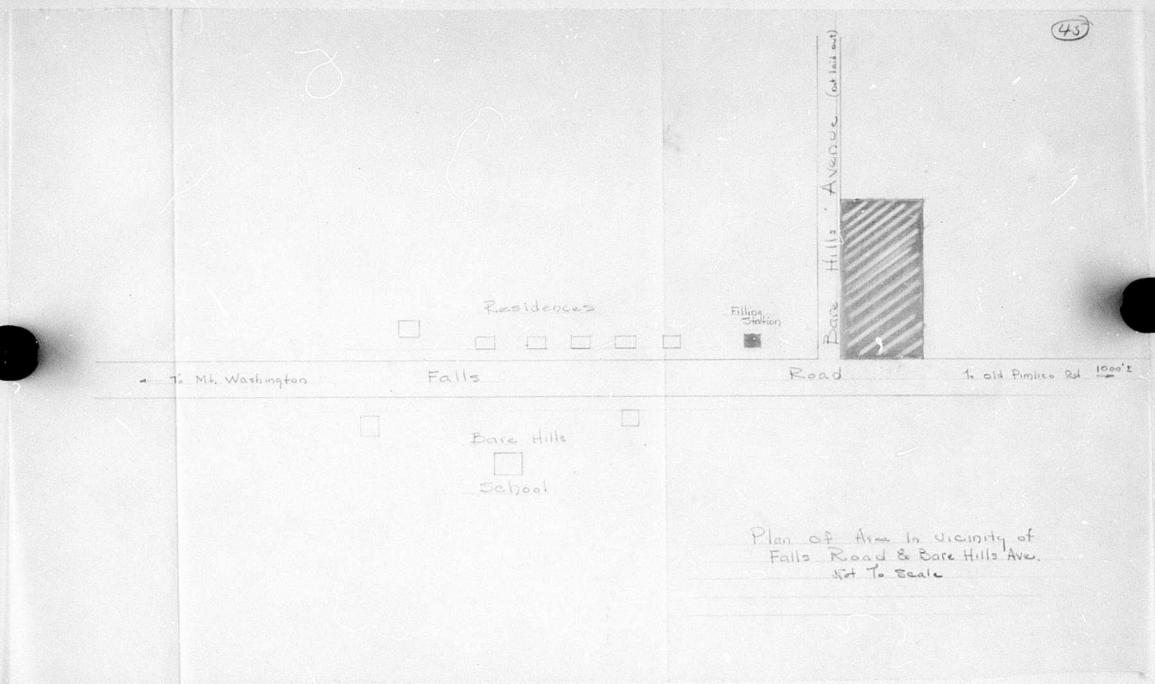 45
Bare Hills Avenue (not laid out)
Residences
Filling
Station
← To Mt. Washington
Falls Road
To old Pimlico Rd 1000'±
Bare Hills
School
Plan of Area In Vicinity of
Falls Road & Bare Hills Ave.
Not To Scale